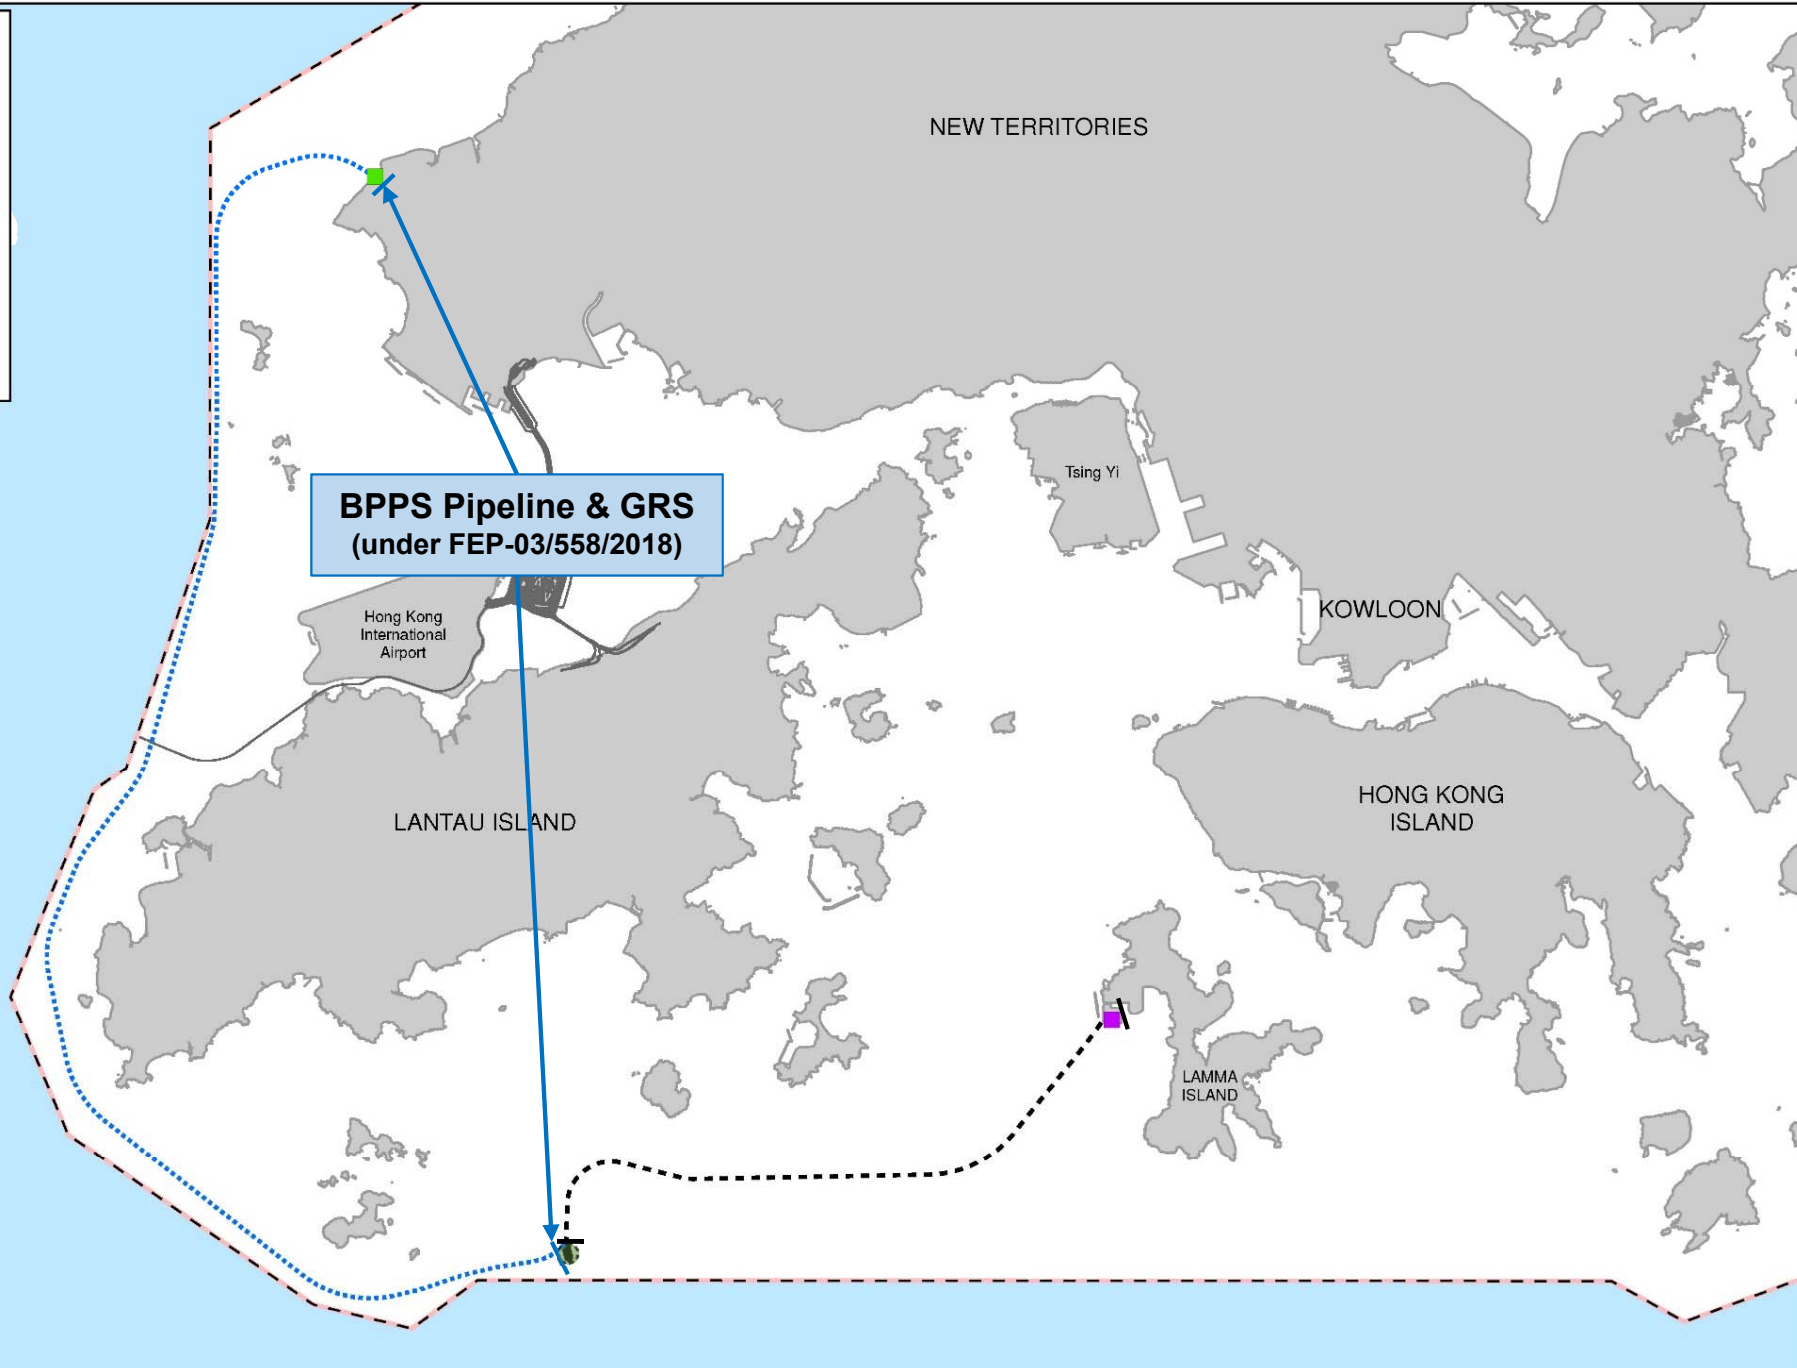 NEW TERRITORIES
Tsing Yi
BPPS Pipeline & GRS
(under FEP-03/558/2018)
Hong Kong
International
Airport
KOWLOON
LANTAU ISLAND
HONG KONG
ISLAND
LAMMA
ISLAND